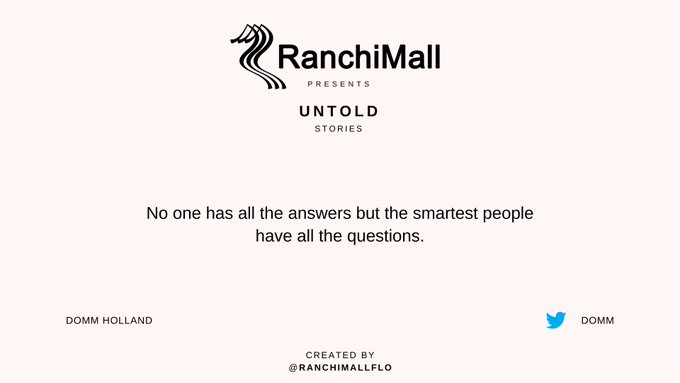 RanchiMall
PRESENTS
UNTOLD
STORIES
No one has all the answers but the smartest people
have all the questions.
DOMM HOLLAND
DOMM
CREATED BY
@RANCHIMALLFLO